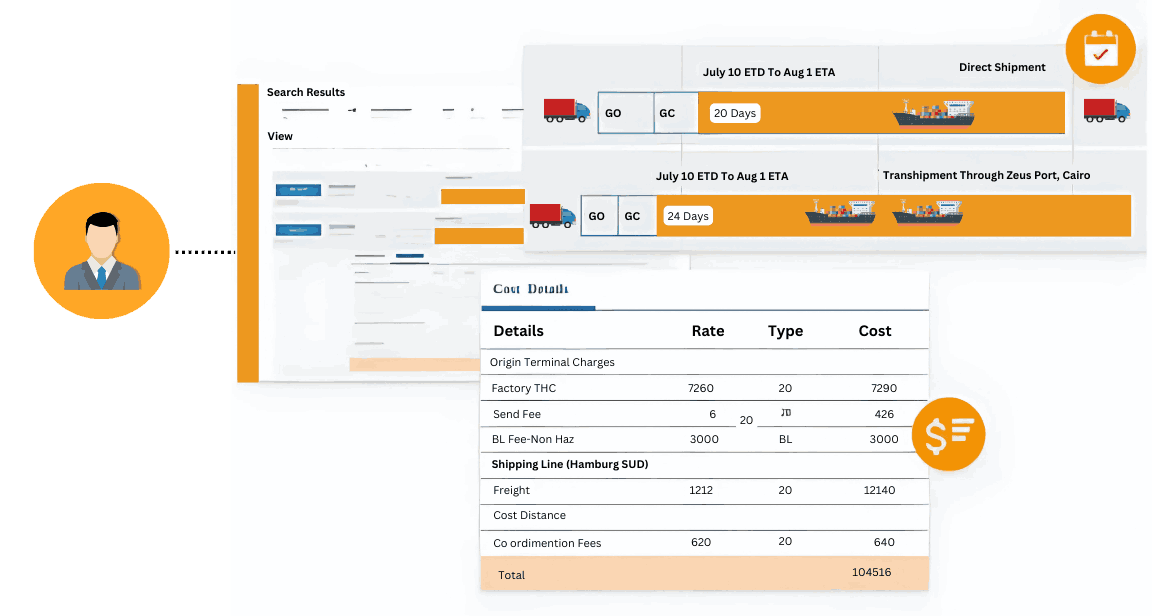 July 10 ETD To Aug 1 ETA
Direct Shipment
GO GC 20 Days
July 10 ETD To Aug 1 ETA
Transhipment Through Zeus Port, Cairo
GO GC 24 Days
Search Results
View
Cost Details
Details Rate Type Cost
Origin Terminal Charges
Factory THC 7260 20 7290
Send Fee 6 20 426
BL Fee-Non Haz 3000 BL 3000
Shipping Line (Hamburg SUD)
Freight 1212 20 12140
Cost Distance
Co ordimention Fees 620 20 640
Total 104516